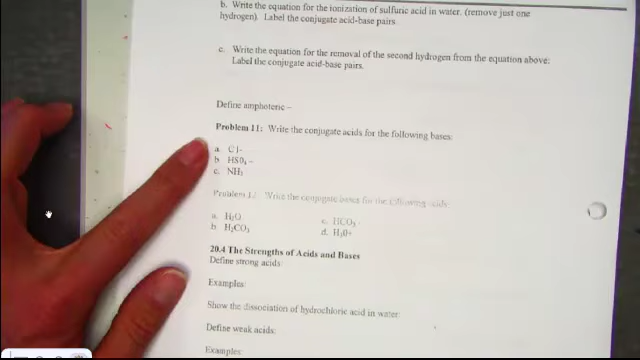 b. Write the equation for the ionization of sulfuric acid in water. (remove just one
hydrogen). Label the conjugate acid-base pairs
c. Write the equation for the removal of the second hydrogen from the equation above:
Label the conjugate acid-base pairs.
Define amphoteric –
Problem 11: Write the conjugate acids for the following bases:
a. Cl-
b. HSO₄ –
c. NH₃
Problem 12 Write the conjugate bases for the following acids:
a. H₂O
c. HCO₃ -
b. H₂CO₃
d. H₃0+
20.4 The Strengths of Acids and Bases
Define strong acids:
Examples:
Show the dissociation of hydrochloric acid in water:
Define weak acids:
Examples: